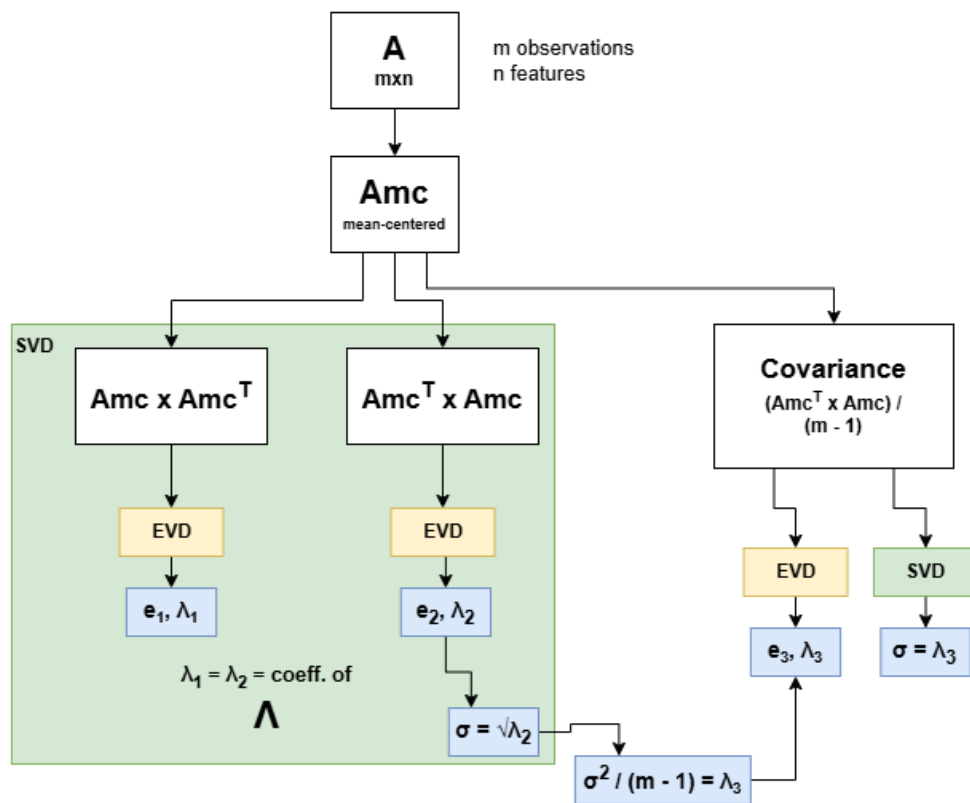 A
mxn
m observations
n features
Amc
mean-centered
SVD
Amc x Amcᵀ
Amcᵀ x Amc
Covariance
(Amcᵀ x Amc) /
(m - 1)
EVD
EVD
EVD
SVD
e₁, λ₁
e₂, λ₂
e₃, λ₃
σ = λ₃
λ₁ = λ₂ = coeff. of
Λ
σ = √λ₂
σ² / (m - 1) = λ₃